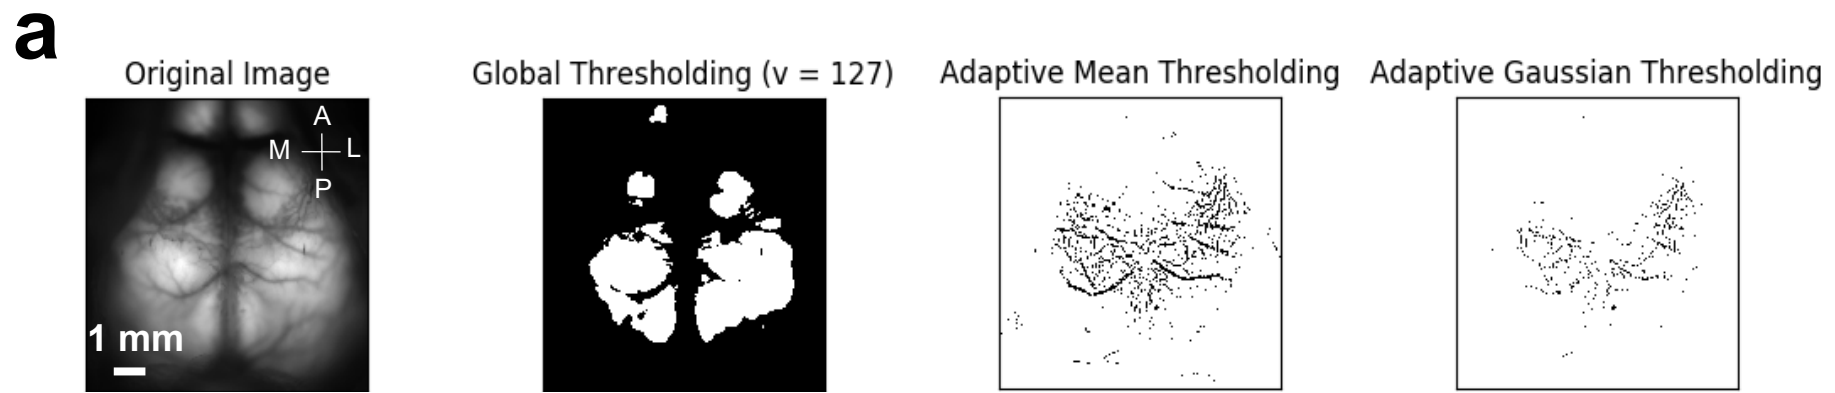 a
Original Image
Global Thresholding (v = 127)
Adaptive Mean Thresholding
Adaptive Gaussian Thresholding
A
M
L
P
1 mm